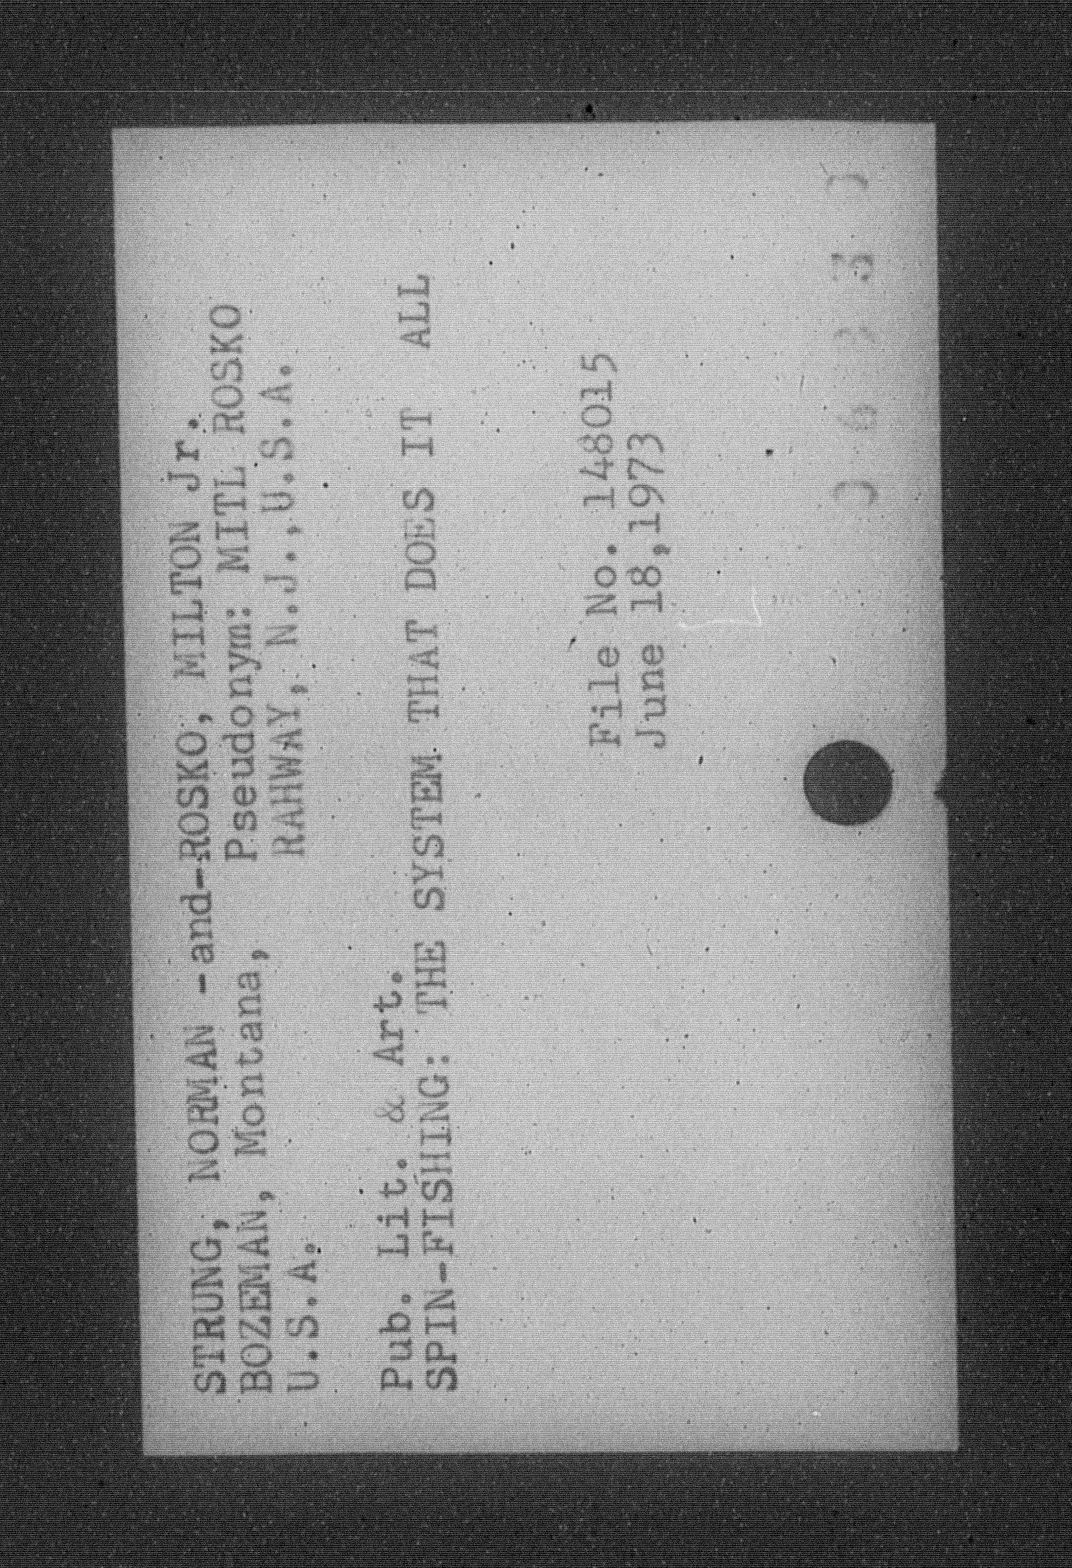 STRUNG, NORMAN -and-ROSKO, MILTON Jr.
BOZEMAN, Montana, Pseudonym: MITL ROSKO
U.S.A. RAHWAY, N.J.,U.S.A.
Pub. Lit. & Art.
SPIN-FISHING: THE SYSTEM THAT DOES IT ALL
File No. 148015
June 18,1973